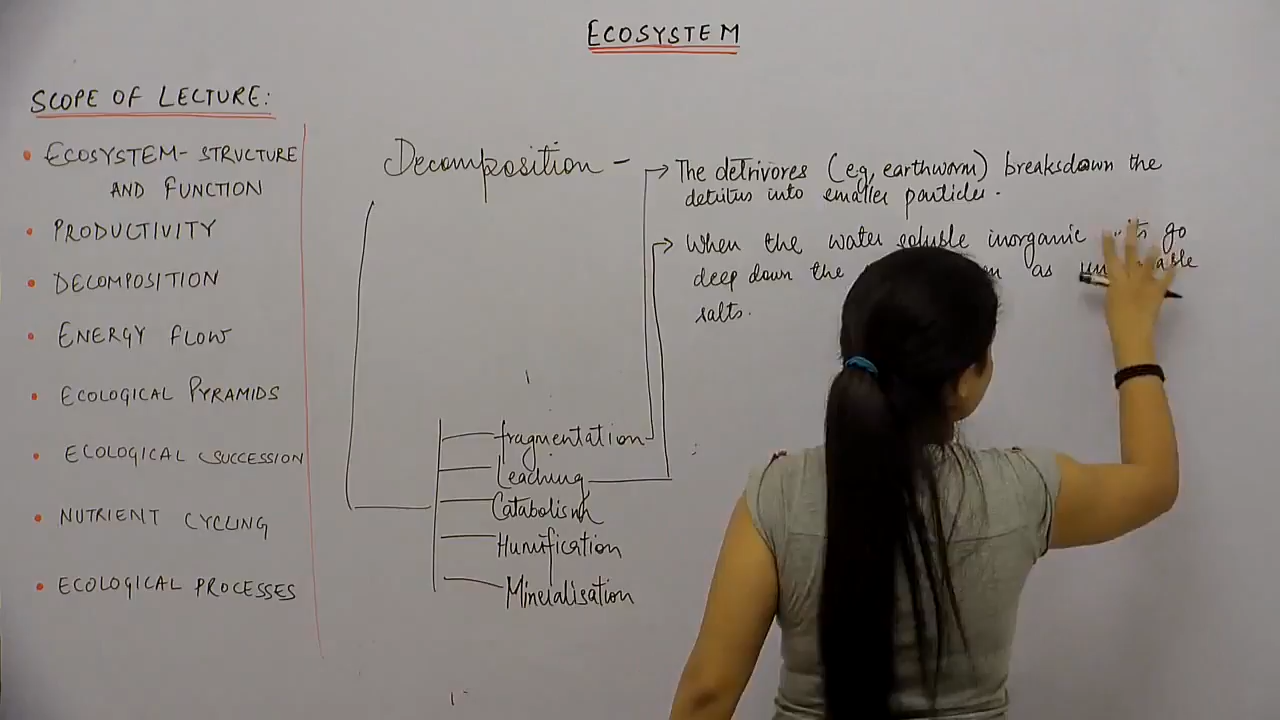 ECOSYSTEM
SCOPE OF LECTURE:
ECOSYSTEM- STRUCTURE
AND FUNCTION
PRODUCTIVITY
DECOMPOSITION
ENERGY FLOW
ECOLOGICAL PYRAMIDS
ECOLOGICAL SUCCESSION
NUTRIENT CYCLING
ECOLOGICAL PROCESSES
Decomposition -
→ The detrivores (eg, earthworm) breaksdown the
detritus into smaller particles.
→ When the water soluble inorganic go
deep down the as
salts.
fragmentation
Leaching
Catabolism
Humification
Mineralisation